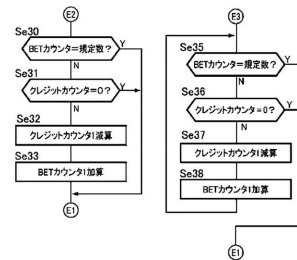 E2
Se30
BETカウンタ=規定数?
Y
N
Se31
クレジットカウンタ=0?
Y
N
Se32
クレジットカウンタ1減算
Se33
BETカウンタ1加算
E1
E3
Se35
BETカウンタ=規定数?
Y
N
Se36
クレジットカウンタ=0?
Y
N
Se37
クレジットカウンタ1減算
Se38
BETカウンタ1加算
E1